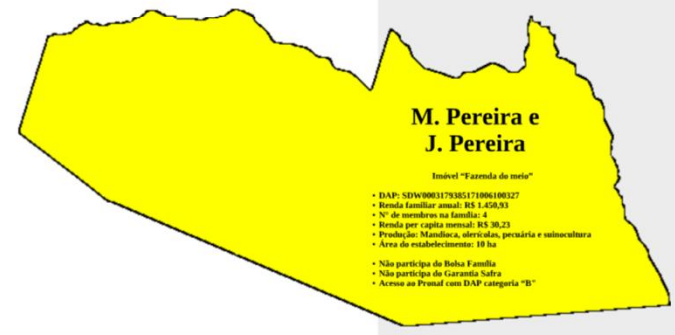 M. Pereira e
J. Pereira
Imóvel “Fazenda do meio”
• DAP: SDW0003179385171006100327
• Renda familiar anual: R$ 1.450,93
• Nº de membros na família: 4
• Renda per capita mensal: R$ 30,23
• Produção: Mandioca, olerícolas, pecuária e suinocultura
• Área do estabelecimento: 10 ha
• Não participa do Bolsa Família
• Não participa do Garantia Safra
• Acesso ao Pronaf com DAP categoria “B”